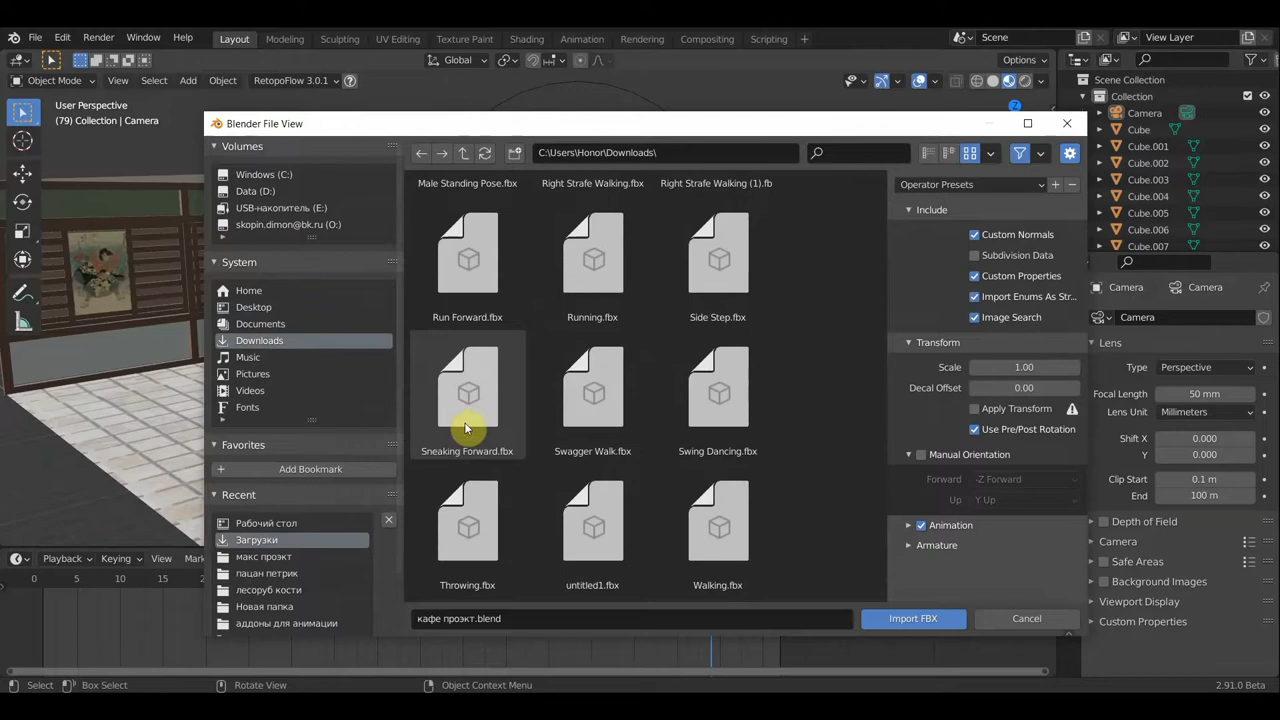 File Edit Render Window Help Layout Modeling Sculpting UV Editing Texture Paint Shading Animation Rendering Compositing Scripting + Scene View Layer
Global Options
Object Mode View Select Add Object RetopoFlow 3.0.1
User Perspective
(79) Collection | Camera
Z
Scene Collection
Collection
Camera
Cube
Cube.001
Cube.002
Cube.003
Cube.004
Cube.005
Cube.006
Cube.007
Blender File View
Volumes
Windows (C:)
Data (D:)
USB-накопитель (E:)
skopin.dimon@bk.ru (O:)
System
Home
Desktop
Documents
Downloads
Music
Pictures
Videos
Fonts
Favorites
Add Bookmark
Recent
Рабочий стол
Загрузки
макс проэкт
пацан петрик
лесоруб кости
Новая папка
аддоны для анимации
C:\Users\Honor\Downloads\
Male Standing Pose.fbx Right Strafe Walking.fbx Right Strafe Walking (1).fb
Run Forward.fbx Running.fbx Side Step.fbx
Sneaking Forward.fbx Swagger Walk.fbx Swing Dancing.fbx
Throwing.fbx untitled1.fbx Walking.fbx
кафе проэкт.blend Import FBX Cancel
Operator Presets
Include
Custom Normals
Subdivision Data
Custom Properties
Import Enums As Str...
Image Search
Transform
Scale 1.00
Decal Offset 0.00
Apply Transform
Use Pre/Post Rotation
Manual Orientation
Forward -Z Forward
Up Y Up
Animation
Armature
Camera Camera
Camera
Lens
Type Perspective
Focal Length 50 mm
Lens Unit Millimeters
Shift X 0.000
Y 0.000
Clip Start 0.1 m
End 100 m
Depth of Field
Camera
Safe Areas
Background Images
Viewport Display
Custom Properties
Playback Keying View Mark
0 5 10 15 20
Select Box Select Rotate View Object Context Menu 2.91.0 Beta